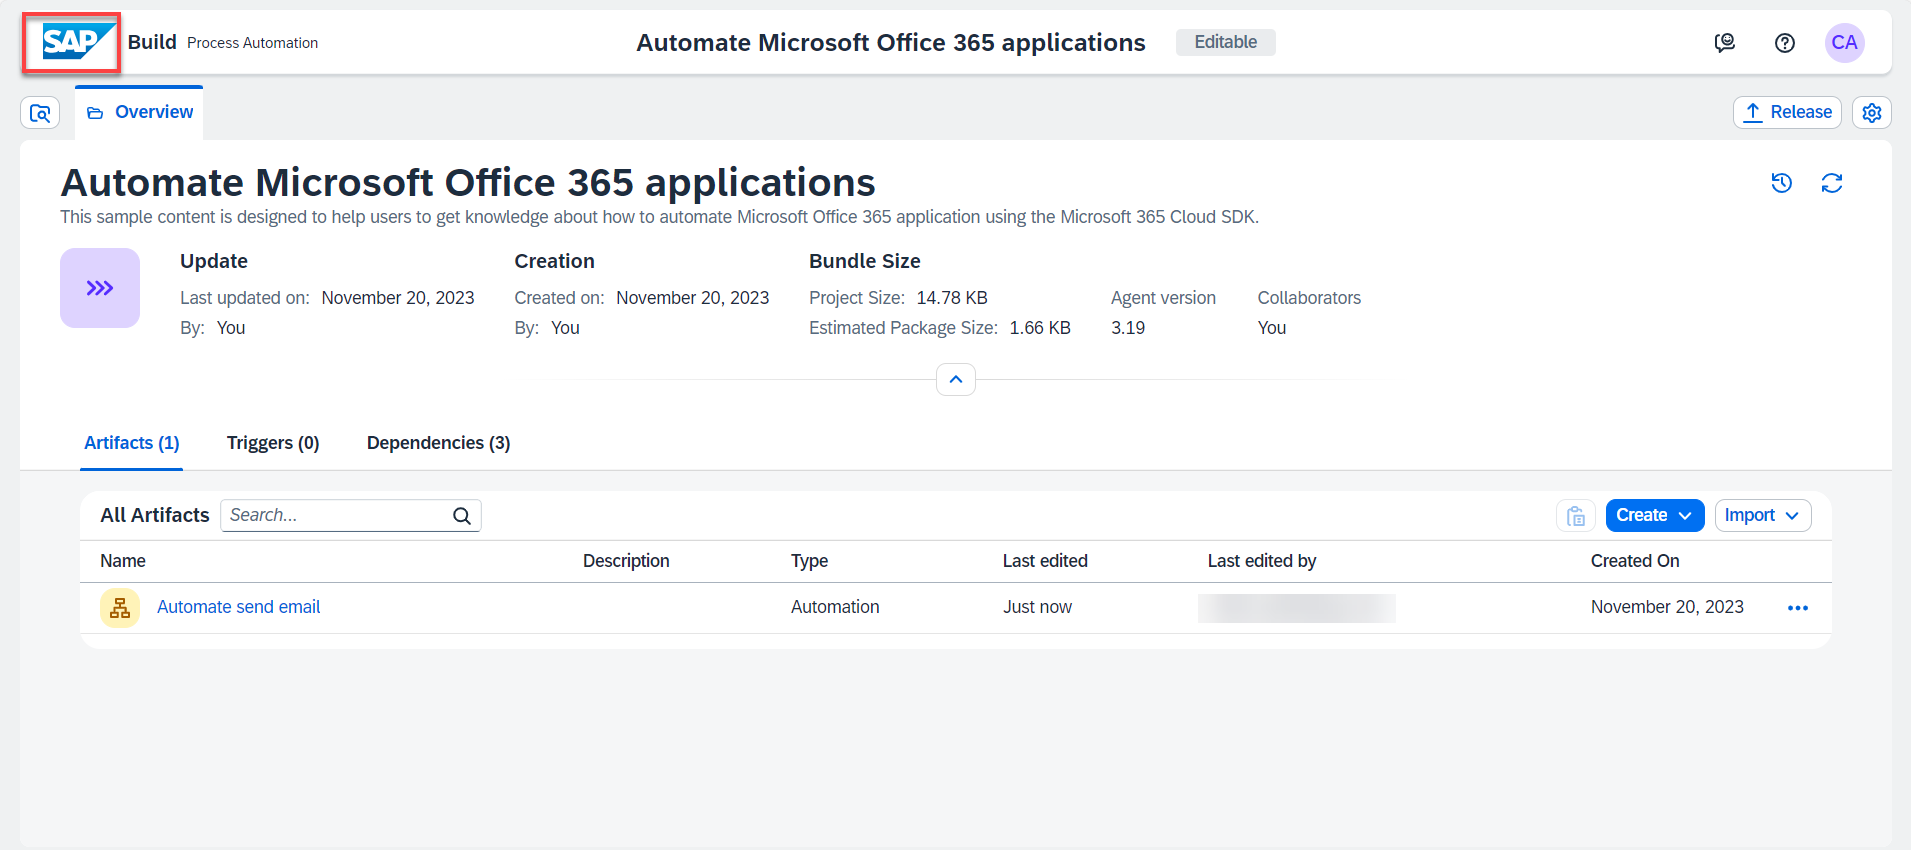 SAP Build Process Automation
Automate Microsoft Office 365 applications
Editable
CA
Overview
Release
Automate Microsoft Office 365 applications
This sample content is designed to help users to get knowledge about how to automate Microsoft Office 365 application using the Microsoft 365 Cloud SDK.
Update
Last updated on: November 20, 2023
By: You
Creation
Created on: November 20, 2023
By: You
Bundle Size
Project Size: 14.78 KB
Estimated Package Size: 1.66 KB
Agent version
3.19
Collaborators
You
Artifacts (1) Triggers (0) Dependencies (3)
All Artifacts Search... Create Import
Name Description Type Last edited Last edited by Created On
Automate send email Automation Just now November 20, 2023